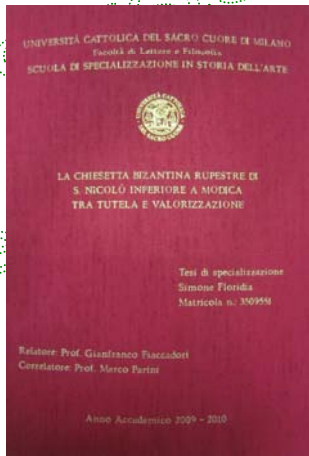 UNIVERSITÀ CATTOLICA DEL SACRO CUORE DI MILANO
Facoltà di Lettere e Filosofia
SCUOLA DI SPECIALIZZAZIONE IN STORIA DELL'ARTE
LA CHIESETTA BIZANTINA RUPESTRE DI
S. NICOLÒ INFERIORE A MODICA
TRA TUTELA E VALORIZZAZIONE
Tesi di specializzazione
Simone Floridia
Matricola n.:
Relatore: Prof. Gianfranco Fiaccadori
Correlatore: Prof. Marco Parini
Anno Accademico 2009 - 2010